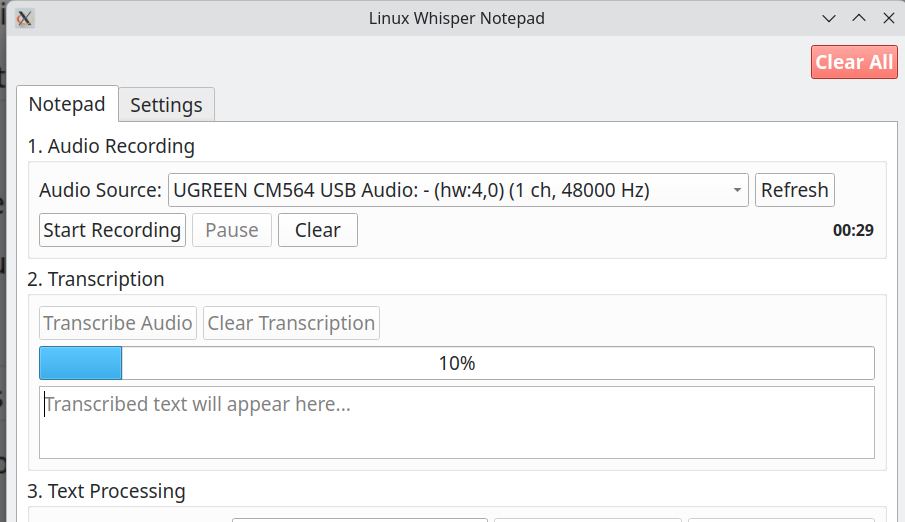 Linux Whisper Notepad
Clear All
Notepad Settings
1. Audio Recording
Audio Source: UGREEN CM564 USB Audio: - (hw:4,0) (1 ch, 48000 Hz) Refresh
Start Recording Pause Clear 00:29
2. Transcription
Transcribe Audio Clear Transcription
10%
Transcribed text will appear here...
3. Text Processing